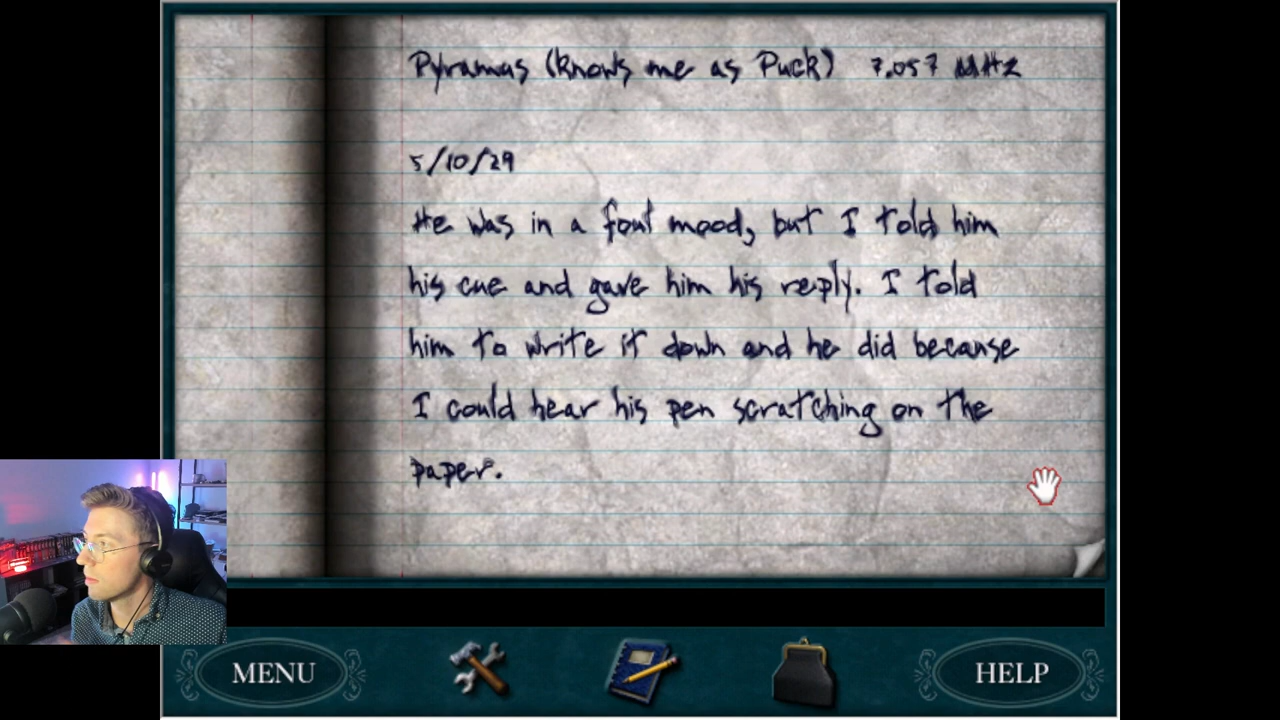 Pyramus (knows me as Puck) 7.057 MHz
5/10/29
He was in a foul mood, but I told him
his cue and gave him his reply. I told
him to write it down and he did because
I could hear his pen scratching on the
paper.
MENU
HELP